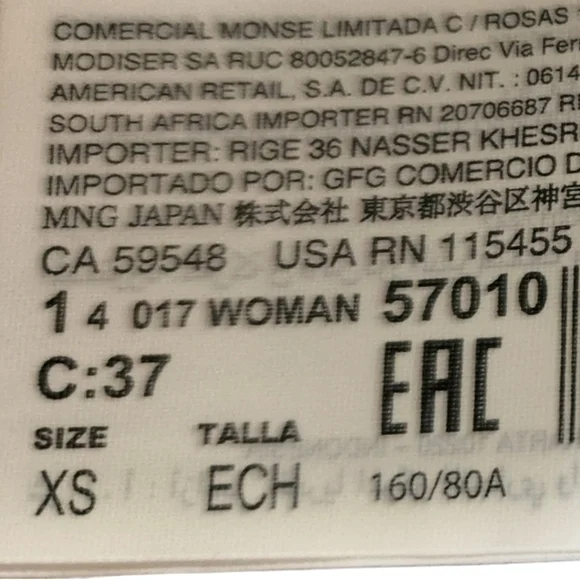 COMERCIAL MONSE LIMITADA C / ROSAS
MODISER SA RUC 80052847-6 Direc Via Fer
AMERICAN RETAIL, S.A. DE C.V. NIT. : 0614
SOUTH AFRICA IMPORTER RN 20706687 R
IMPORTER: RIGE 36 NASSER KHESR
IMPORTADO POR: GFG COMERCIO D
MNG JAPAN 株式会社 東京都渋谷区神宮
CA 59548 USA RN 115455
1 4 017 WOMAN 57010
C:37 EAC
SIZE TALLA
XS ECH 160/80A